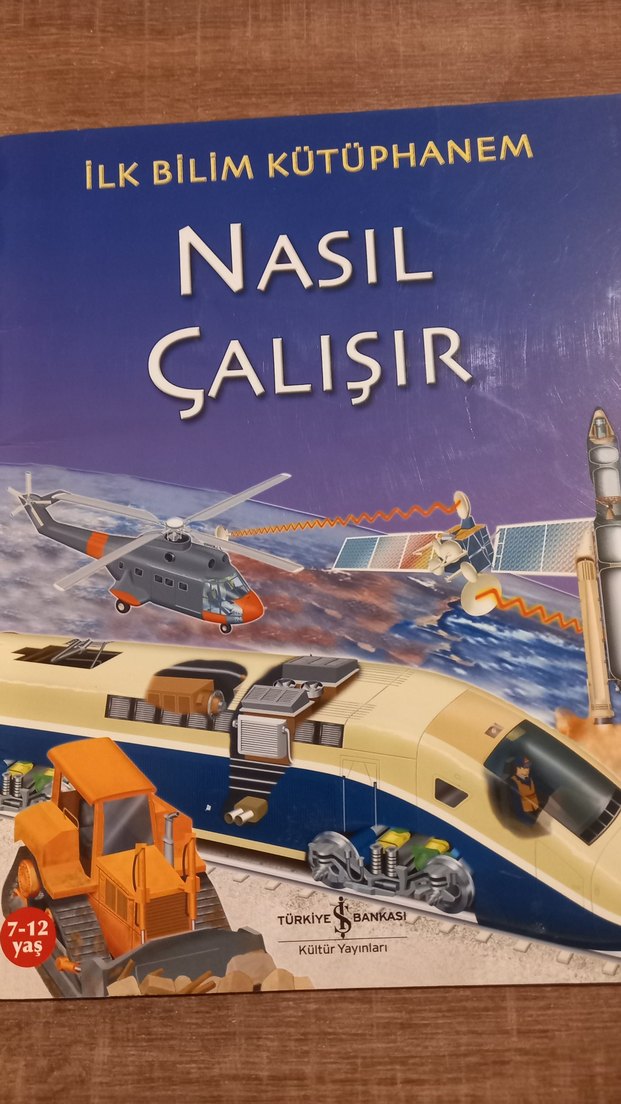 İLK BİLİM KÜTÜPHANEM
NASIL
ÇALIŞIR
7-12
yaş
TÜRKİYE İŞ BANKASI
Kültür Yayınları